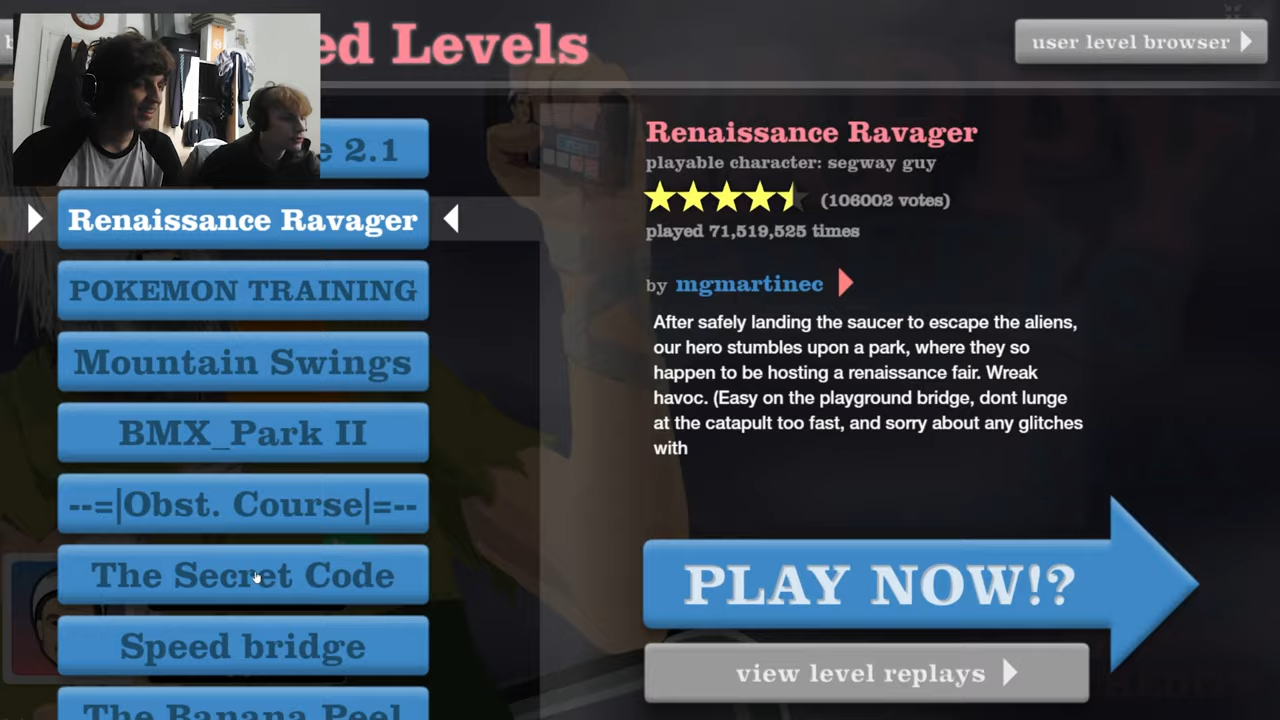 ed Levels
user level browser
e 2.1
Renaissance Ravager
POKEMON TRAINING
Mountain Swings
BMX_Park II
--=|Obst. Course|=--
The Secret Code
Speed bridge
The Banana Peel
Renaissance Ravager
playable character: segway guy
(106002 votes)
played 71,519,525 times
by mgmartinec
After safely landing the saucer to escape the aliens,
our hero stumbles upon a park, where they so
happen to be hosting a renaissance fair. Wreak
havoc. (Easy on the playground bridge, dont lunge
at the catapult too fast, and sorry about any glitches
with
PLAY NOW!?
view level replays